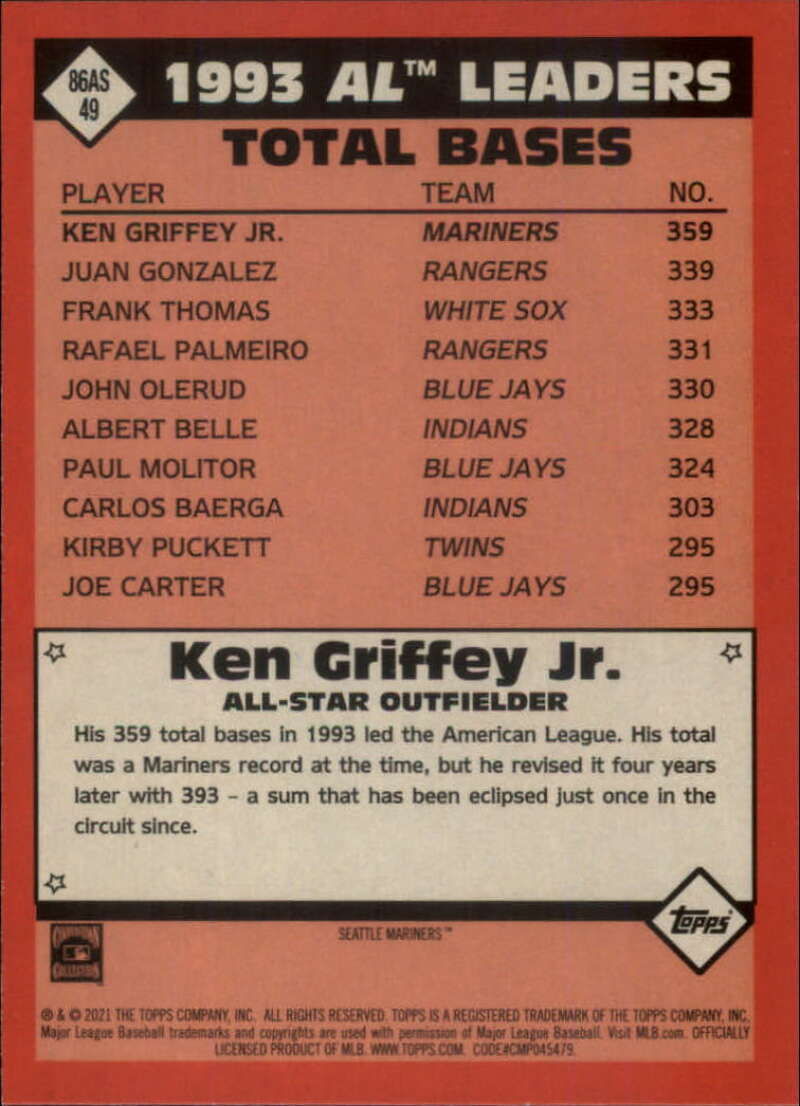 86AS
49
1993 AL™ LEADERS
TOTAL BASES
PLAYER TEAM NO.
KEN GRIFFEY JR. MARINERS 359
JUAN GONZALEZ RANGERS 339
FRANK THOMAS WHITE SOX 333
RAFAEL PALMEIRO RANGERS 331
JOHN OLERUD BLUE JAYS 330
ALBERT BELLE INDIANS 328
PAUL MOLITOR BLUE JAYS 324
CARLOS BAERGA INDIANS 303
KIRBY PUCKETT TWINS 295
JOE CARTER BLUE JAYS 295
Ken Griffey Jr.
ALL-STAR OUTFIELDER
His 359 total bases in 1993 led the American League. His total
was a Mariners record at the time, but he revised it four years
later with 393 – a sum that has been eclipsed just once in the
circuit since.
topps®
SEATTLE MARINERS™
COLLECTION
® & © 2021 THE TOPPS COMPANY, INC. ALL RIGHTS RESERVED. TOPPS IS A REGISTERED TRADEMARK OF THE TOPPS COMPANY, INC.
Major League Baseball trademarks and copyrights are used with permission of Major League Baseball. Visit MLB.com. OFFICIALLY
LICENSED PRODUCT OF MLB. WWW.TOPPS.COM. CODE#CMP045479